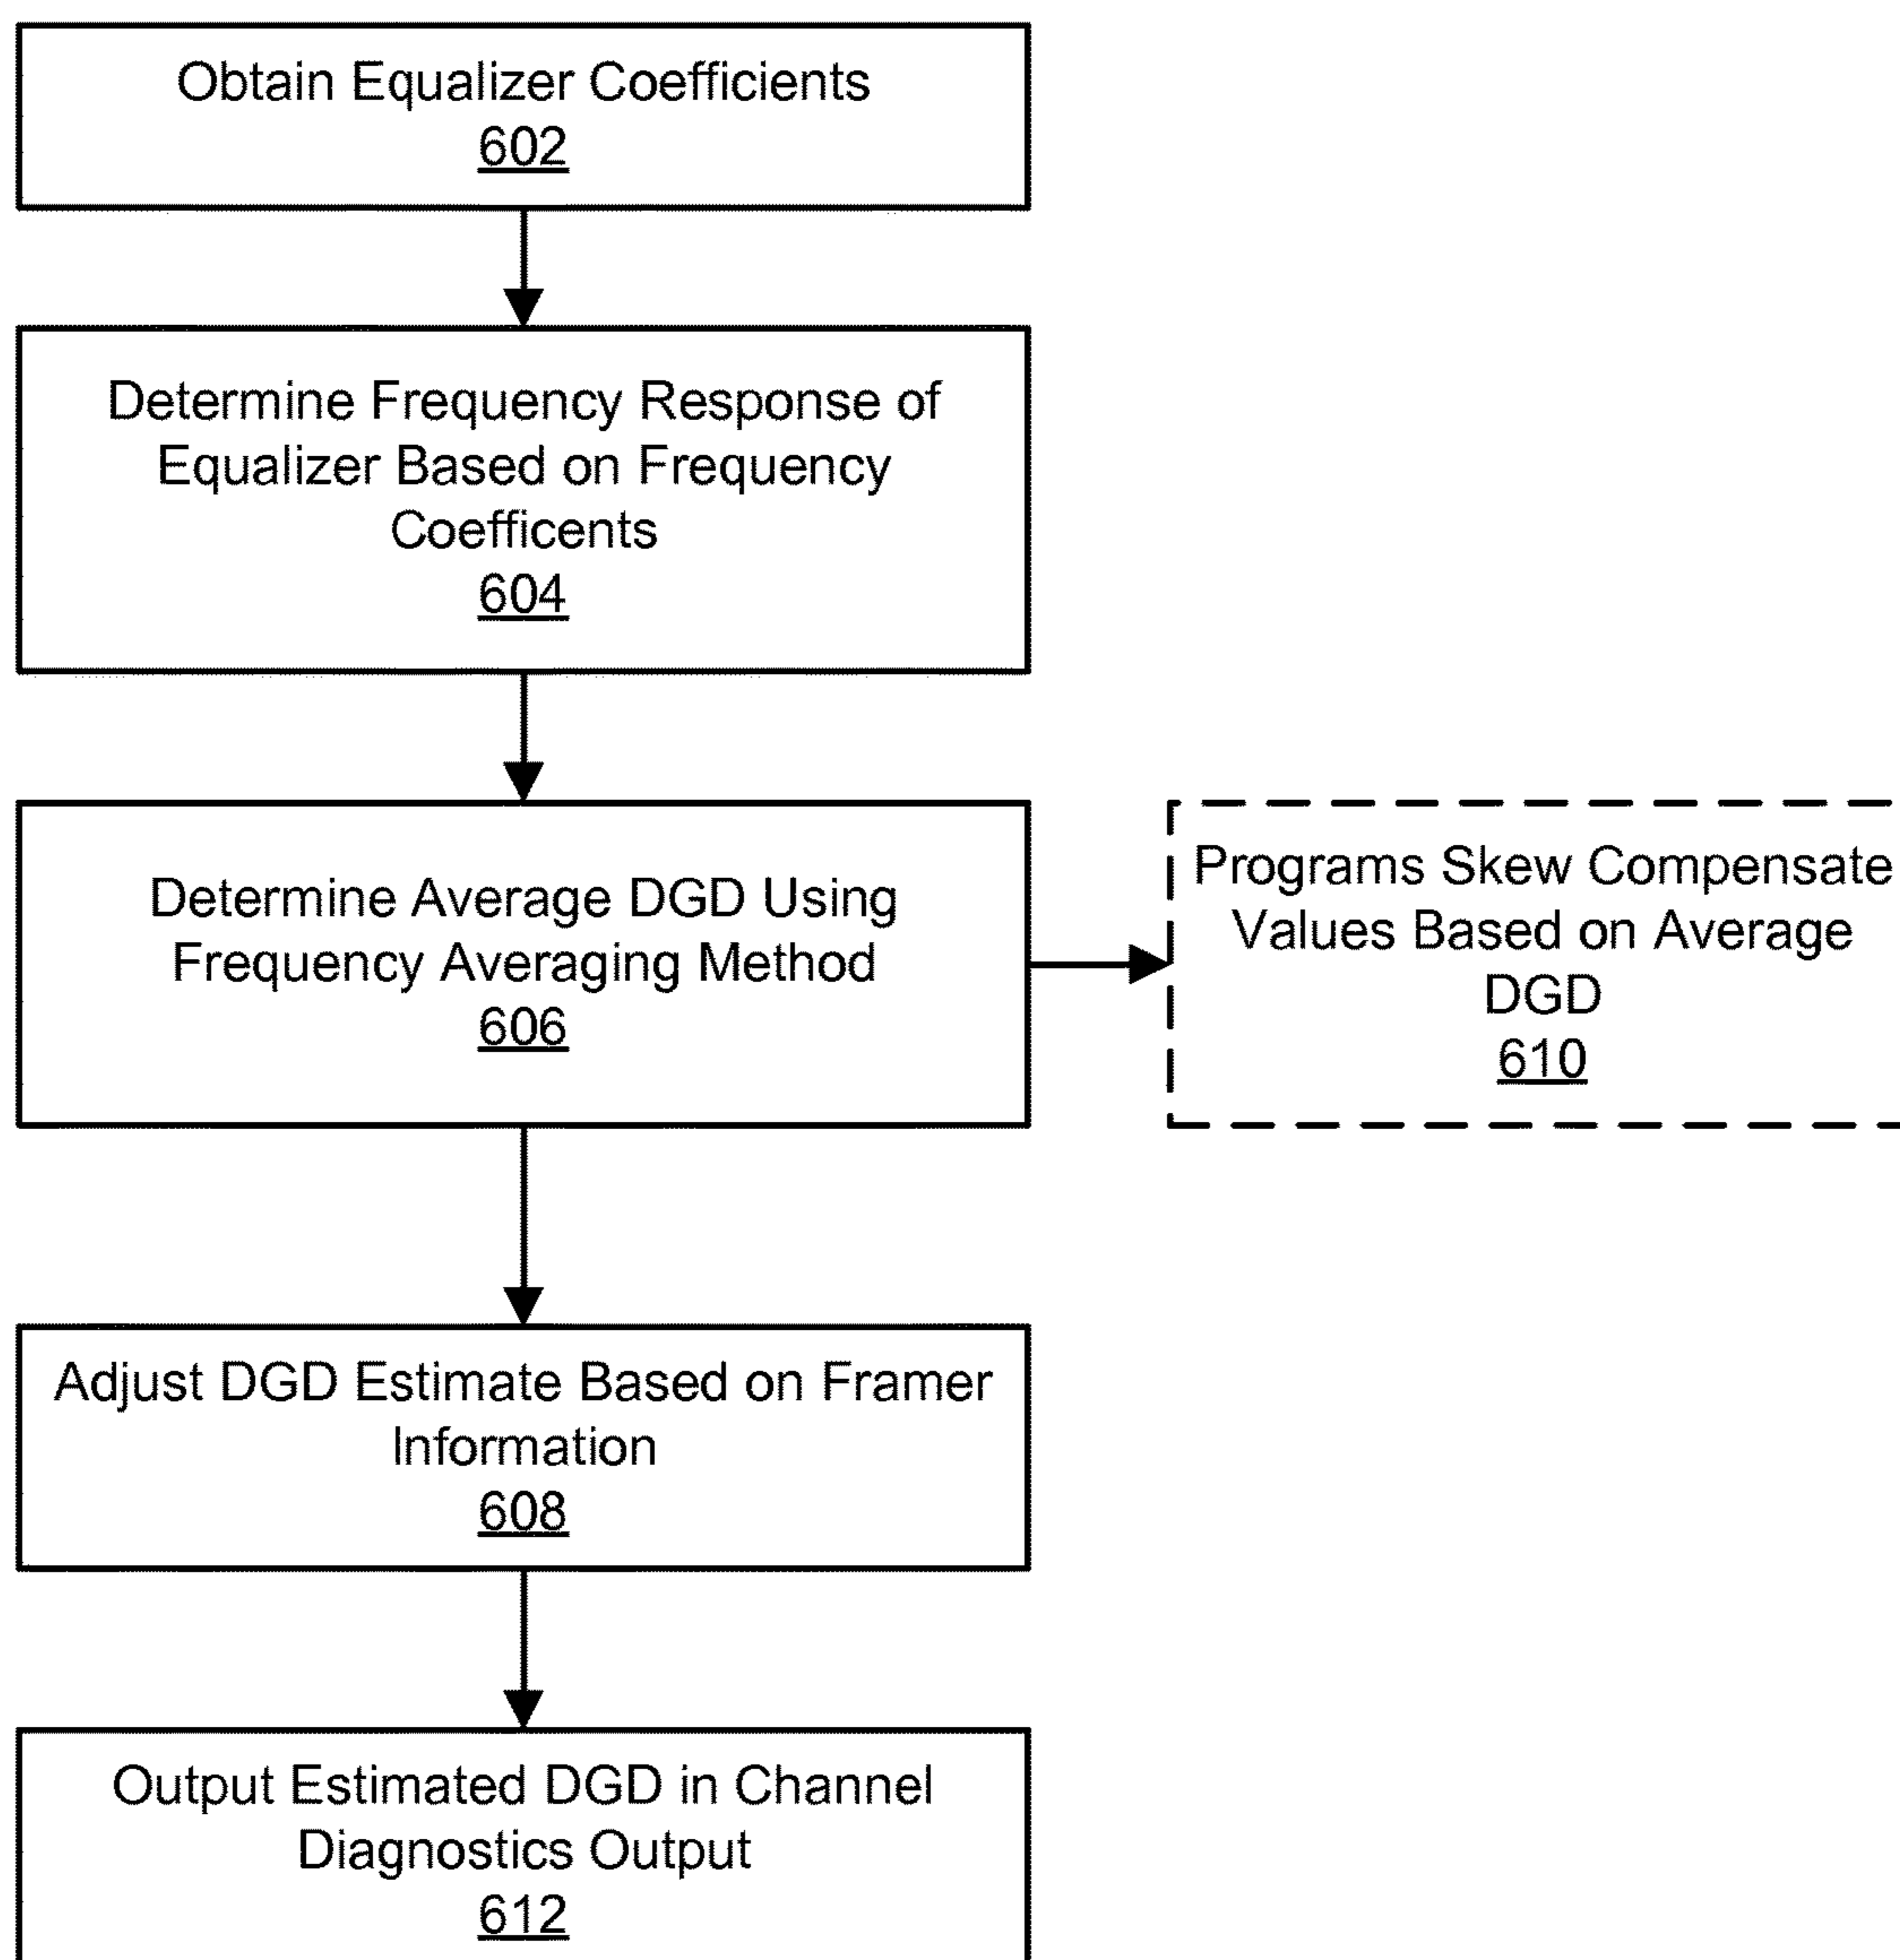 Obtain Equalizer Coefficients
602
Determine Frequency Response of
Equalizer Based on Frequency
Coefficents
604
Determine Average DGD Using
Frequency Averaging Method
606
Programs Skew Compensate
Values Based on Average
DGD
610
Adjust DGD Estimate Based on Framer
Information
608
Output Estimated DGD in Channel
Diagnostics Output
612